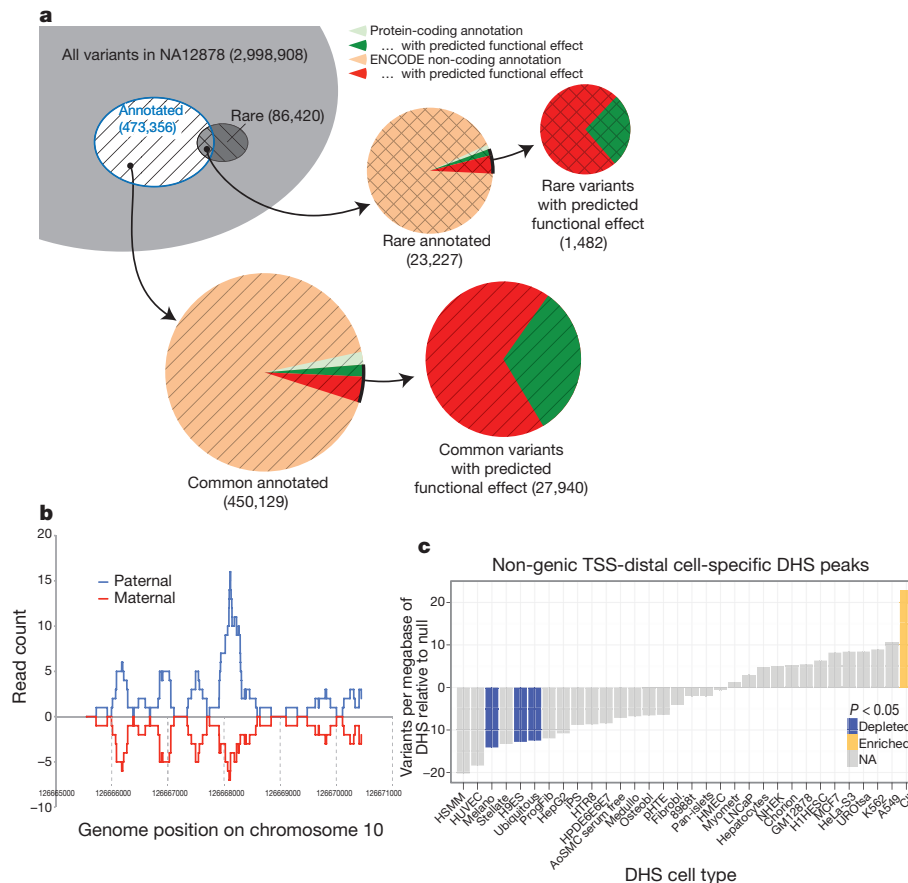 a
Protein-coding annotation
... with predicted functional effect
ENCODE non-coding annotation
... with predicted functional effect
All variants in NA12878 (2,998,908)
Annotated
(473,356)
Rare (86,420)
Rare annotated
(23,227)
Rare variants
with predicted
functional effect
(1,482)
Common annotated
(450,129)
Common variants
with predicted
functional effect (27,940)
b
Read count
20
15
10
5
0
−5
−10
Paternal
Maternal
126665000
126666000
126667000
126668000
126669000
126670000
126671000
Genome position on chromosome 10
c
Non-genic TSS-distal cell-specific DHS peaks
Variants per megabase of
DHS relative to null
20
10
0
−10
−20
P < 0.05
Depleted
Enriched
NA
HSMM
HUVEC
Melano
Stellate
H9ES
Ubiquitous
ProgFib
HepG2
iPS
HTR8
HPDE6E6E7
AoSMC serum free
Medullo
Osteobl
pHTE
Fibrobl
8988t
Pan-islets
HMEC
Myometr
LNCaP
Hepatocytes
NHEK
Chorion
GM12878
H1HESC
MCF7
HeLa-S3
UROtsa
K562
A549
DHS cell type